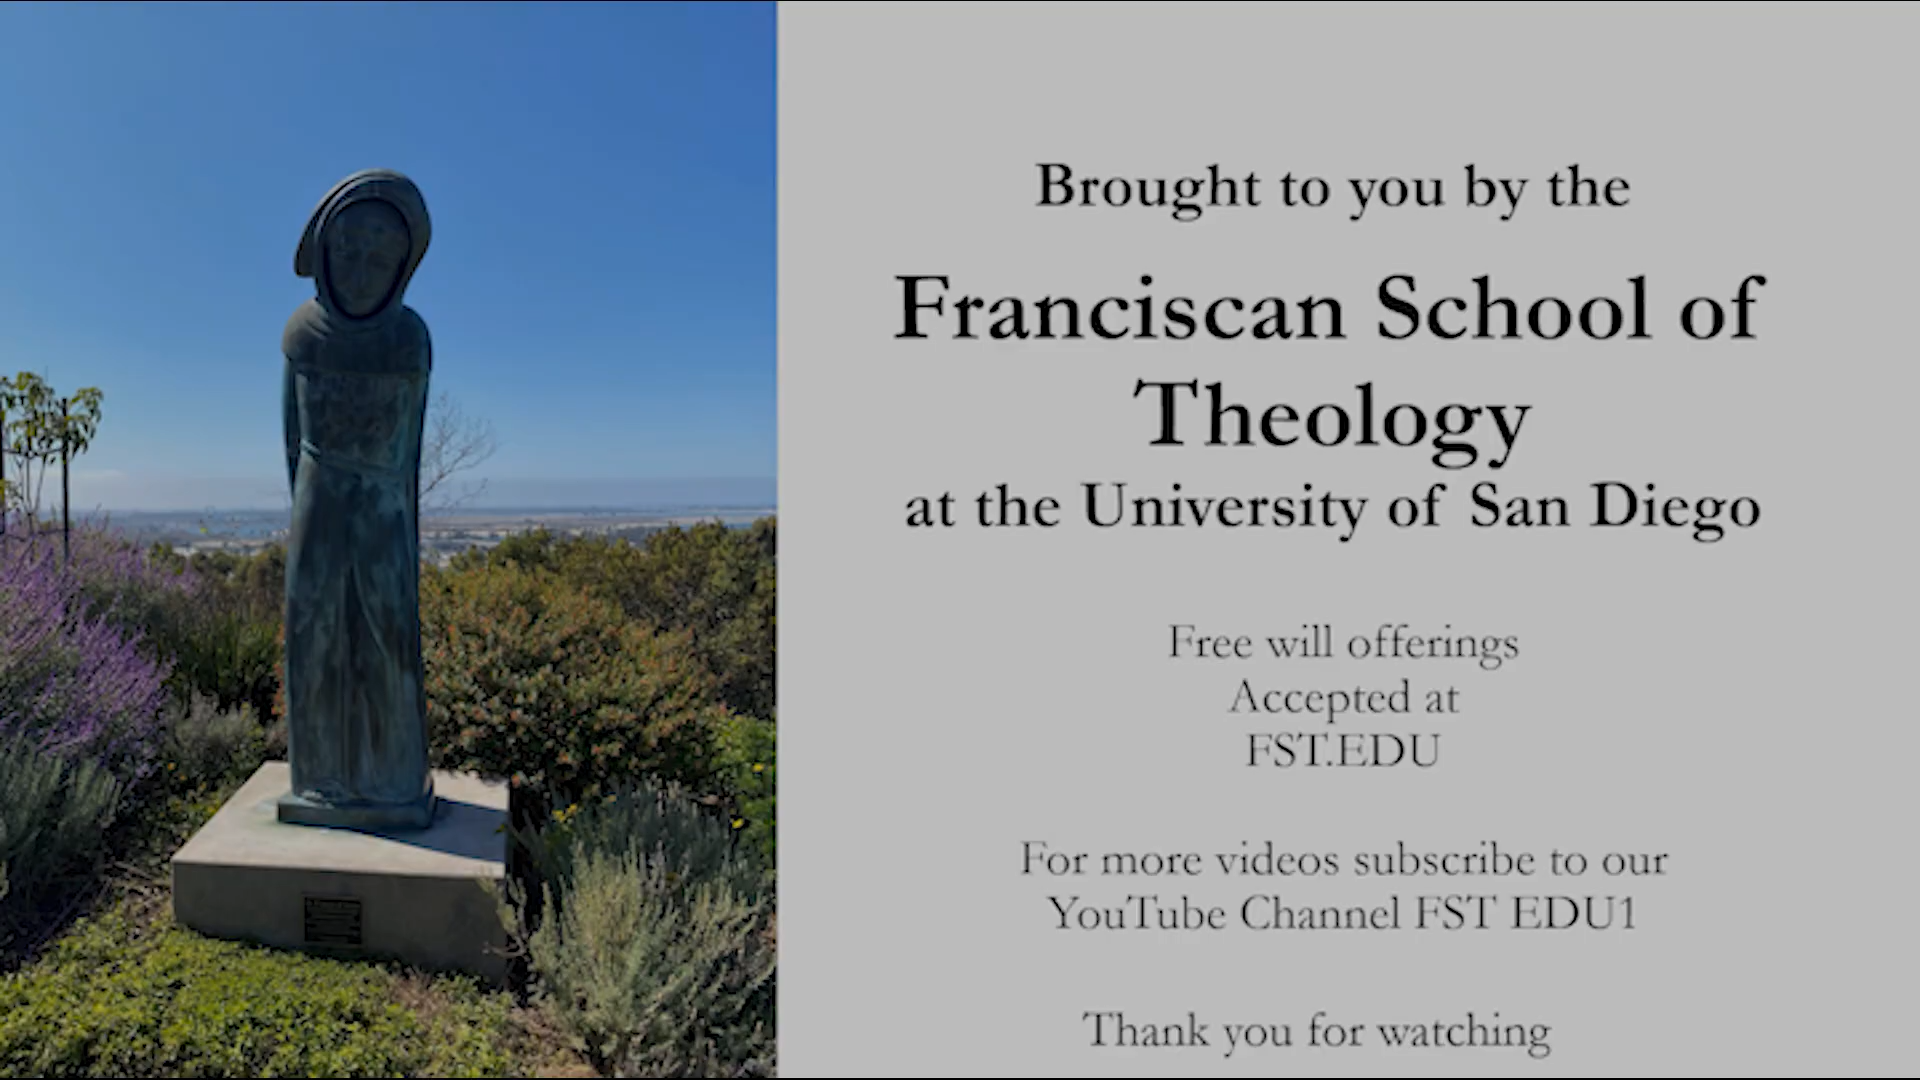 Brought to you by the
Franciscan School of
Theology
at the University of San Diego
Free will offerings
Accepted at
FST.EDU
For more videos subscribe to our
YouTube Channel FST EDU1
Thank you for watching